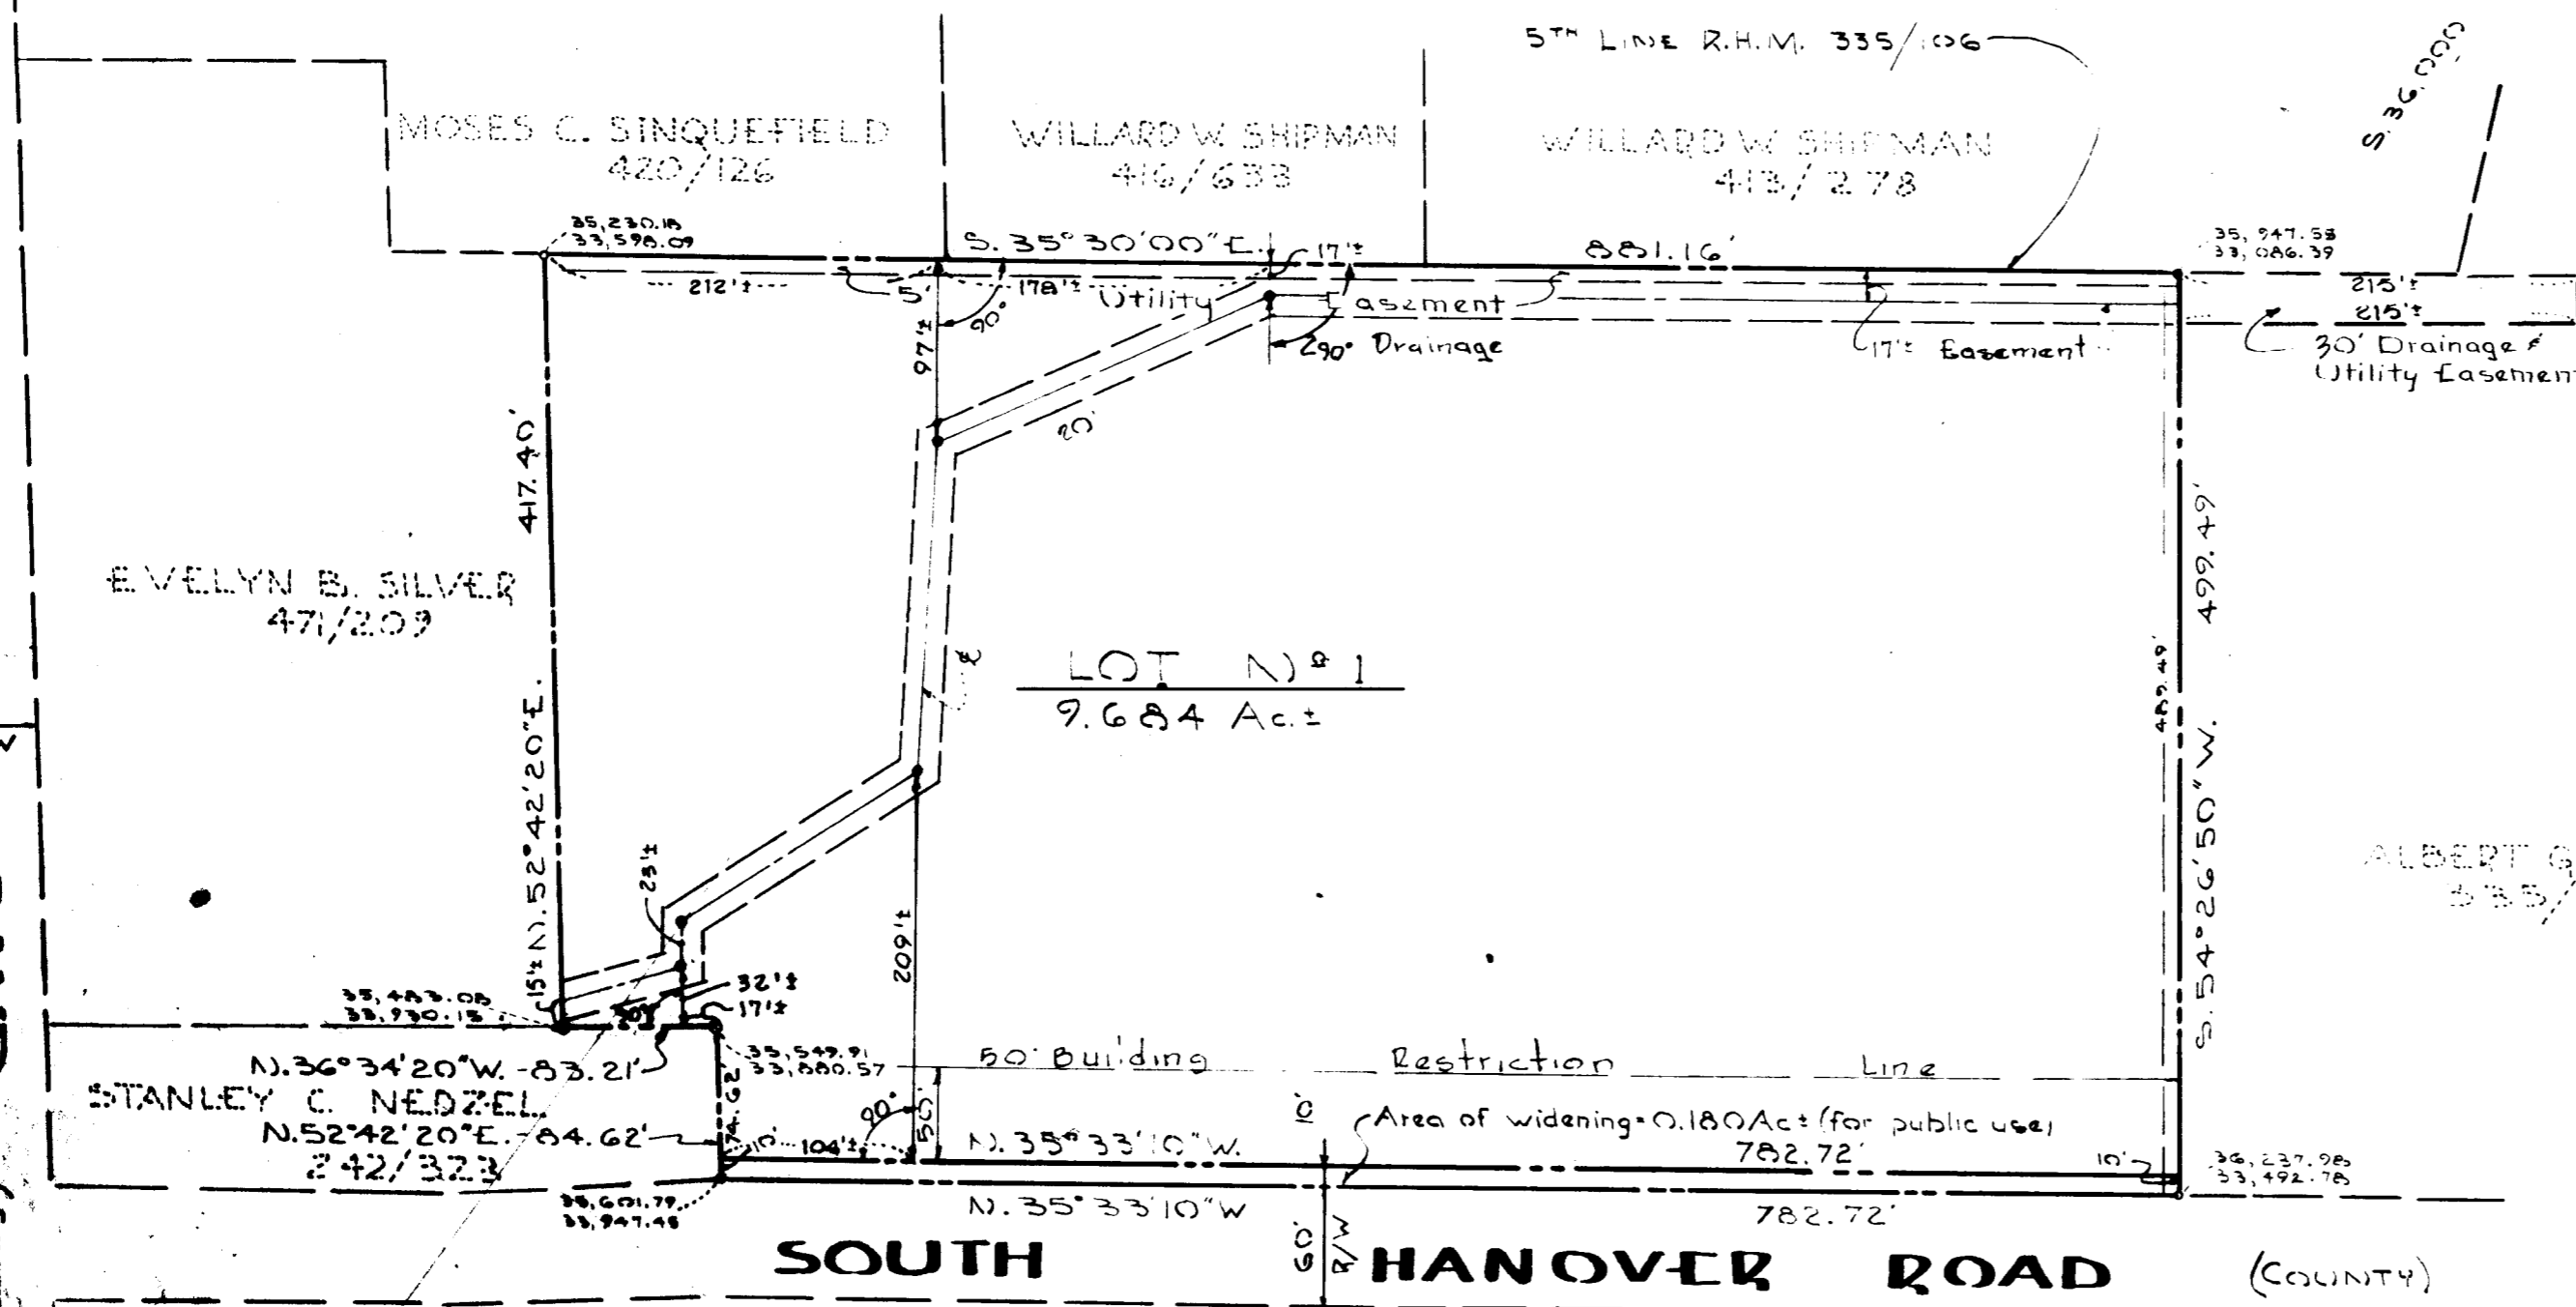 5TH LINE R.H.M. 335/106
S. 36.00'
MOSES C. SINQUEFIELD
420/126
WILLARD W. SHIPMAN
416/633
WILLARD W. SHIPMAN
413/278
35,230.18
33,598.09
S. 35° 30' 00" E.
881.16'
35,947.53
33,086.39
212'±
5'
178'±
17'±
Utility Easement
90°
97'±
90° Drainage
17'± Easement
215'±
215'±
30' Drainage &
Utility Easement
20'
417.40'
499.49'
EVELYN B. SILVER
471/209
LOT Nº 1
9.684 Ac.±
489.49'
N. 52° 42' 20" E.
S. 54° 26' 50" W.
ALBERT G
335/
23'±
209'±
15'±
32'±
17'±
35,483.08
33,930.15
N. 36° 34' 20" W. - 83.21'
35,549.91
33,880.57
50' Building Restriction Line
STANLEY C. NEDZEL
N. 52° 42' 20" E. - 84.62'
242/323
74.62'
10'
104'±
90°
50'
N. 35° 33' 10" W.
Area of widening = 0.180 Ac± (for public use)
782.72'
10'
36,237.98
33,492.78
35,601.79
33,947.45
N. 35° 33' 10" W
782.72'
60' R/W
SOUTH HANOVER ROAD (COUNTY)